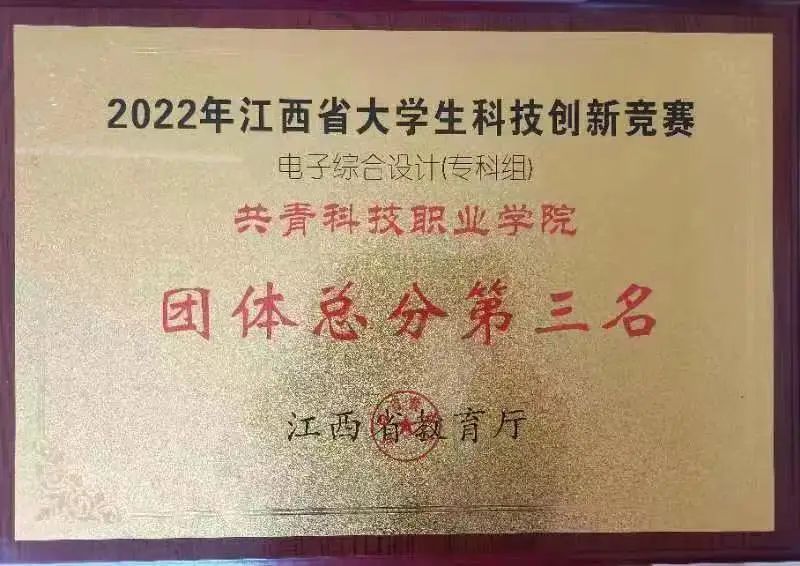 2022年江西省大学生科技创新竞赛
电子综合设计(专科组)
共青科技职业学院
团体总分第三名
江西省教育厅